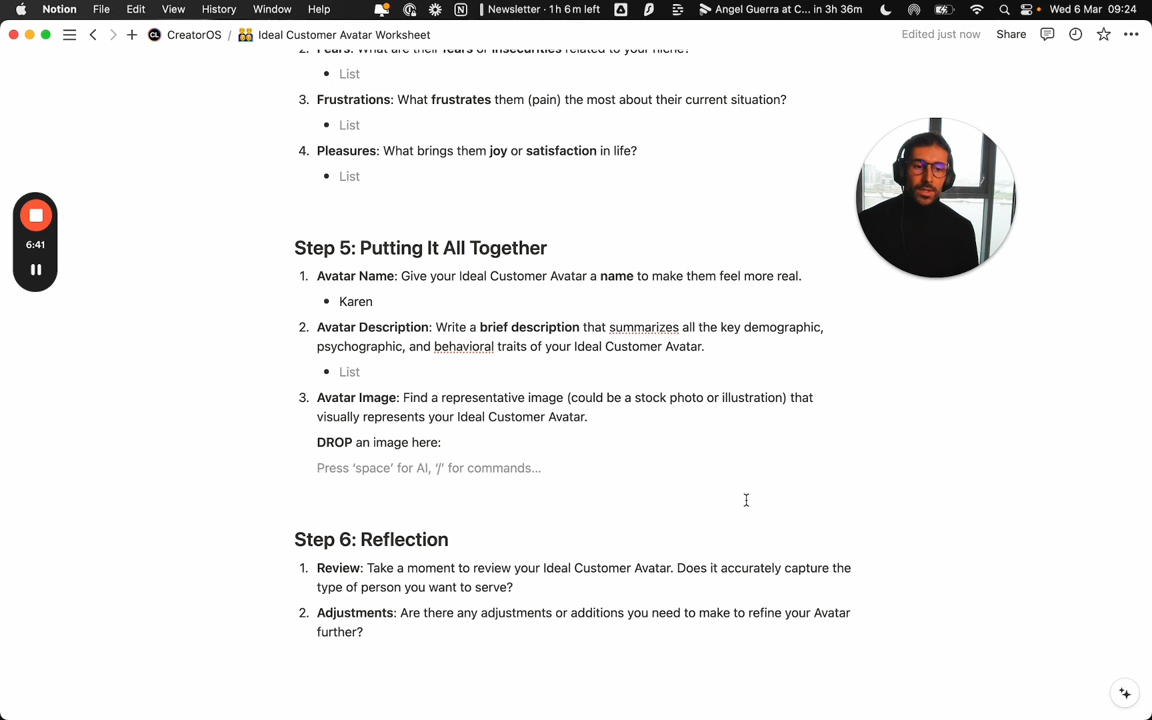 Notion File Edit View History Window Help Newsletter · 1h 6m left Angel Guerra at C... in 3h 36m Wed 6 Mar 09:24
CreatorOS / Ideal Customer Avatar Worksheet Edited just now Share
2. Fears: What are their fears or insecurities related to your niche?
List
3. Frustrations: What frustrates them (pain) the most about their current situation?
List
4. Pleasures: What brings them joy or satisfaction in life?
List
6:41
Step 5: Putting It All Together
1. Avatar Name: Give your Ideal Customer Avatar a name to make them feel more real.
Karen
2. Avatar Description: Write a brief description that summarizes all the key demographic,
psychographic, and behavioral traits of your Ideal Customer Avatar.
List
3. Avatar Image: Find a representative image (could be a stock photo or illustration) that
visually represents your Ideal Customer Avatar.
DROP an image here:
Press ‘space’ for AI, ‘/’ for commands...
Step 6: Reflection
1. Review: Take a moment to review your Ideal Customer Avatar. Does it accurately capture the
type of person you want to serve?
2. Adjustments: Are there any adjustments or additions you need to make to refine your Avatar
further?